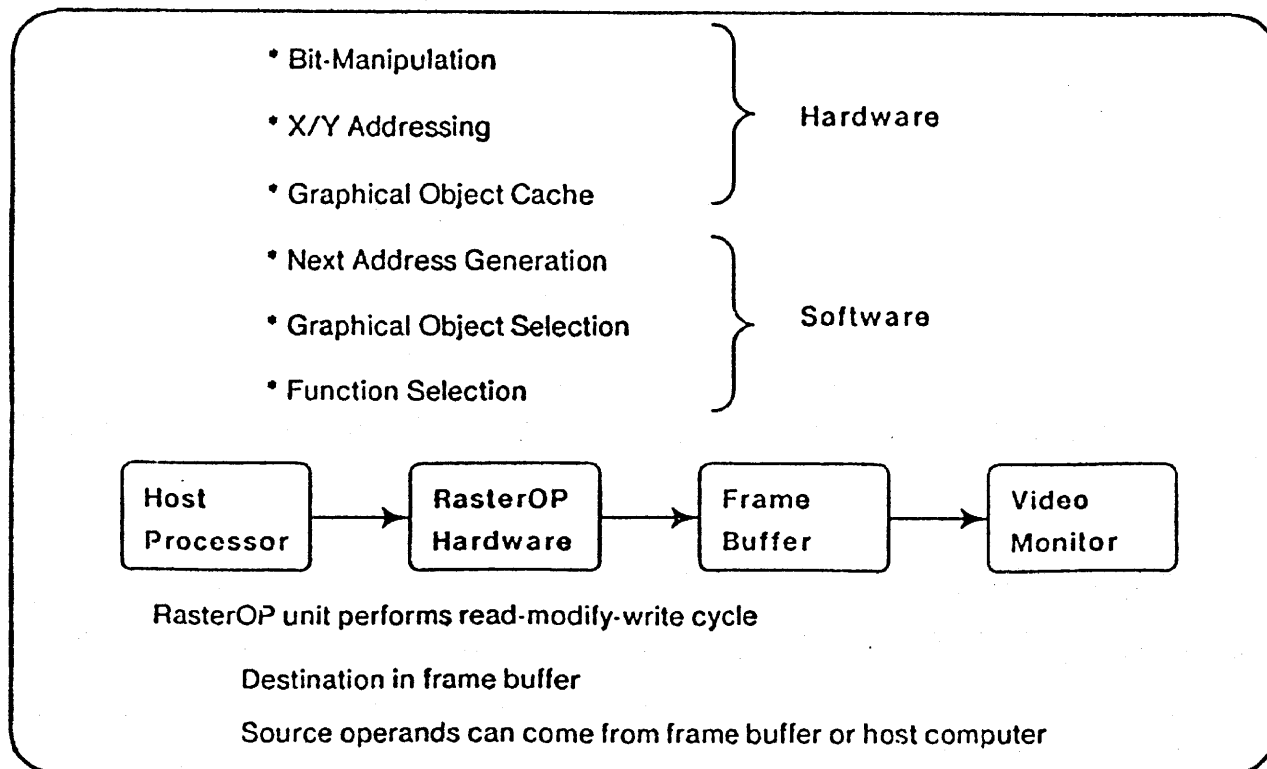 * Bit-Manipulation
* X/Y Addressing
Hardware
* Graphical Object Cache
* Next Address Generation
* Graphical Object Selection
Software
* Function Selection
Host
Processor
RasterOP
Hardware
Frame
Buffer
Video
Monitor
RasterOP unit performs read-modify-write cycle
Destination in frame buffer
Source operands can come from frame buffer or host computer